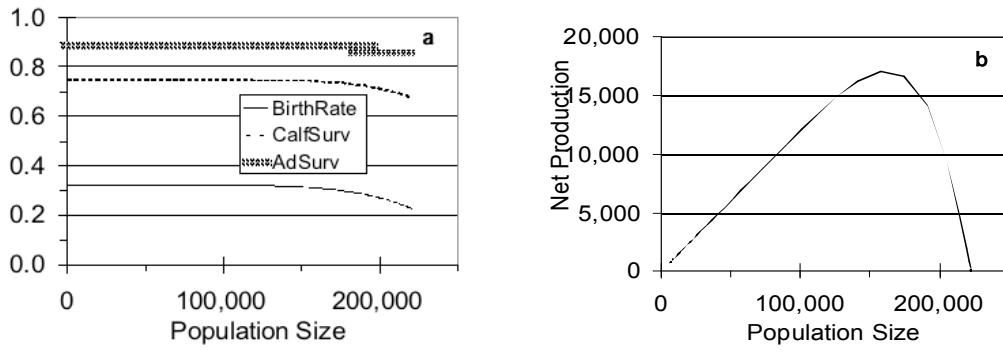 1.0
a
0.8
0.6
BirthRate
CalfSurv
AdSurv
0.4
0.2
0.0
0 100,000 200,000
Population Size
20,000
b
15,000
10,000
5,000
0
Net Production
0 100,000 200,000
Population Size